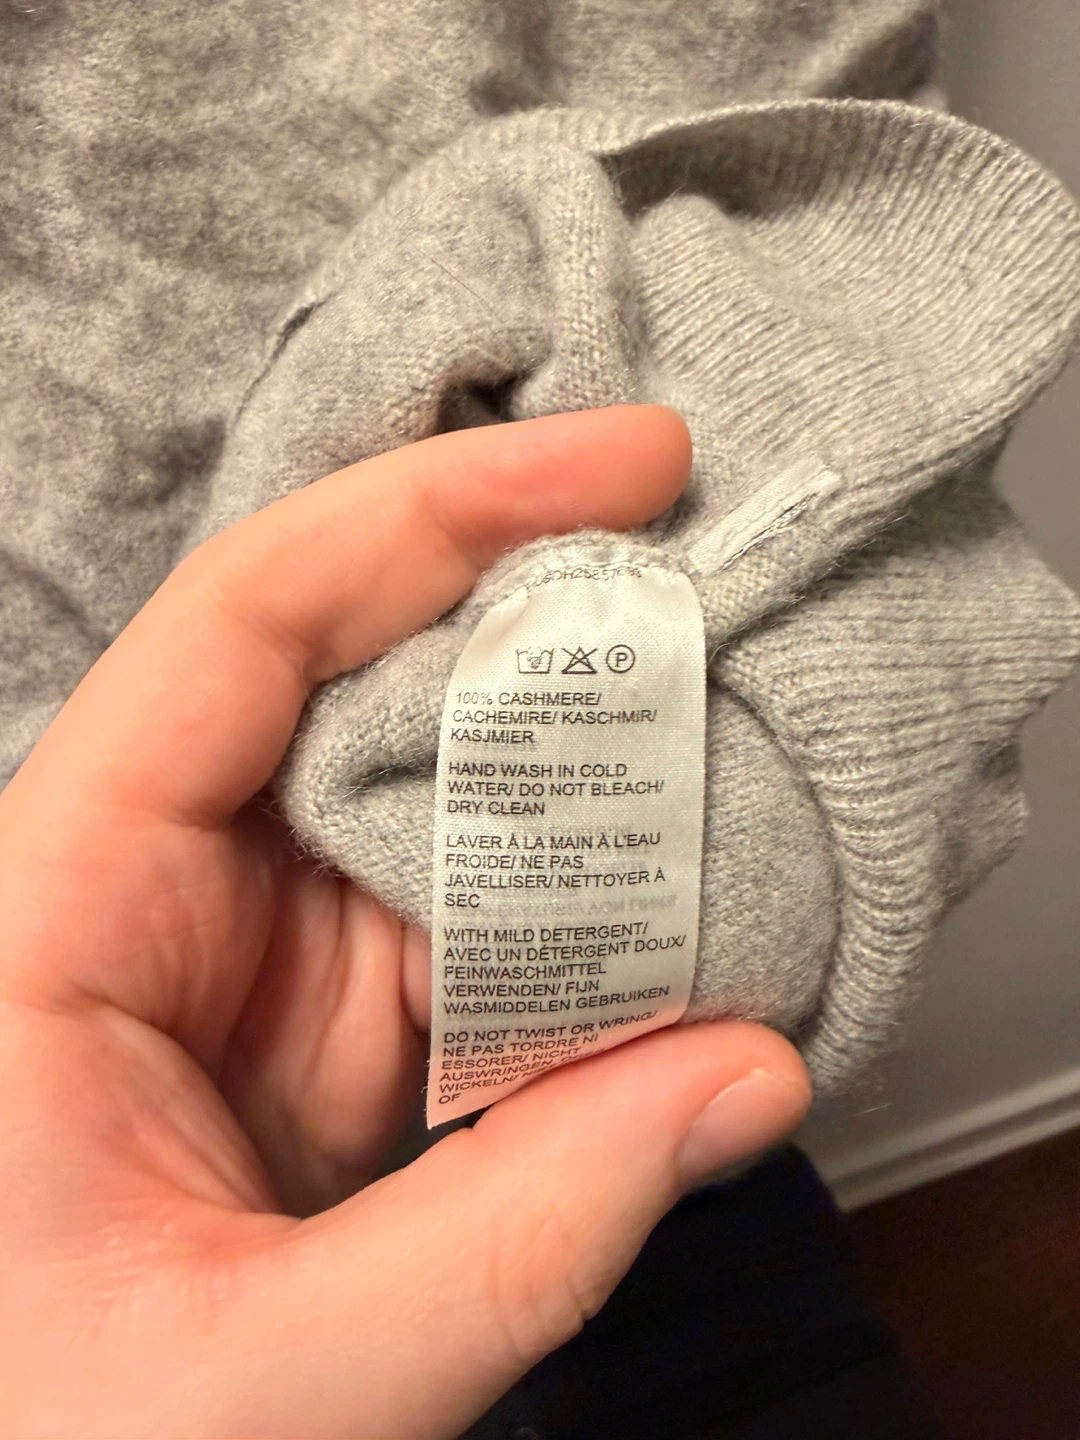 P
100% CASHMERE/
CACHEMIRE/ KASCHMIR/
KASJMIER
HAND WASH IN COLD
WATER/ DO NOT BLEACH/
DRY CLEAN
LAVER À LA MAIN À L'EAU
FROIDE/ NE PAS
JAVELLISER/ NETTOYER À
SEC
WITH MILD DETERGENT/
AVEC UN DÉTERGENT DOUX/
FEINWASCHMITTEL
VERWENDEN/ FIJN
WASMIDDELEN GEBRUIKEN
DO NOT TWIST OR WRING/
NE PAS TORDRE NI
ESSORER/ NICHT
AUSWRINGEN,
WICKELN/
OF